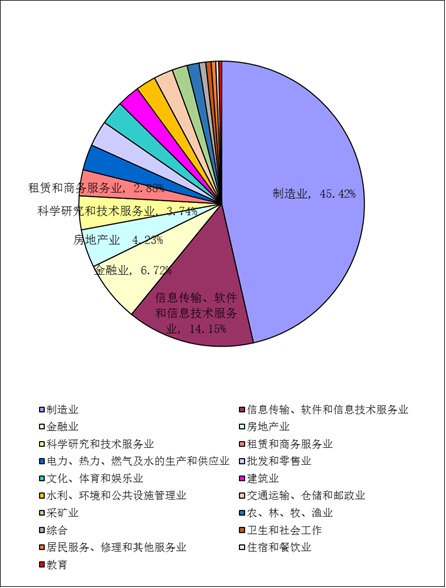 制造业, 45.42%
租赁和商务服务业, 2.88%
科学研究和技术服务业, 3.74%
房地产业 4.23%
金融业, 6.72%
信息传输、软件
和信息技术服务
业, 14.15%
制造业
信息传输、软件和信息技术服务业
金融业
房地产业
科学研究和技术服务业
租赁和商务服务业
电力、热力、燃气及水的生产和供应业
批发和零售业
文化、体育和娱乐业
建筑业
水利、环境和公共设施管理业
交通运输、仓储和邮政业
采矿业
农、林、牧、渔业
综合
卫生和社会工作
居民服务、修理和其他服务业
住宿和餐饮业
教育